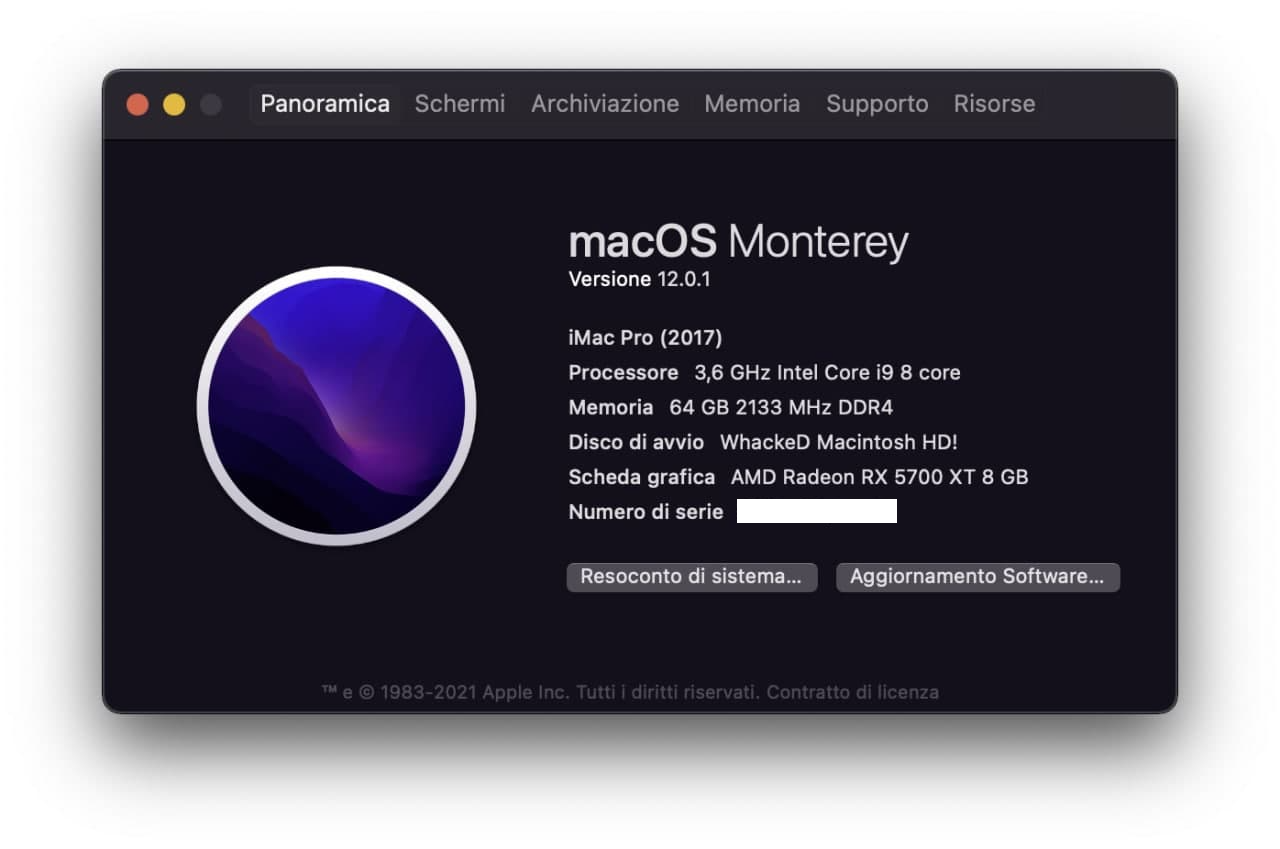 Panoramica Schermi Archiviazione Memoria Supporto Risorse
macOS Monterey
Versione 12.0.1
iMac Pro (2017)
Processore 3,6 GHz Intel Core i9 8 core
Memoria 64 GB 2133 MHz DDR4
Disco di avvio WhackeD Macintosh HD!
Scheda grafica AMD Radeon RX 5700 XT 8 GB
Numero di serie
Resoconto di sistema... Aggiornamento Software...
™ e © 1983-2021 Apple Inc. Tutti i diritti riservati. Contratto di licenza